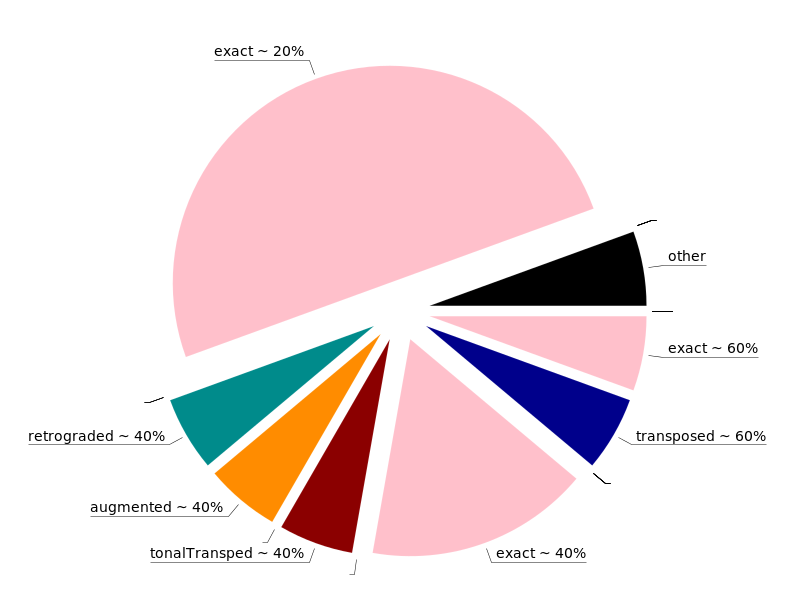 exact ~ 20%
other
exact ~ 60%
retrograded ~ 40%
transposed ~ 60%
augmented ~ 40%
tonalTransped ~ 40%
exact ~ 40%